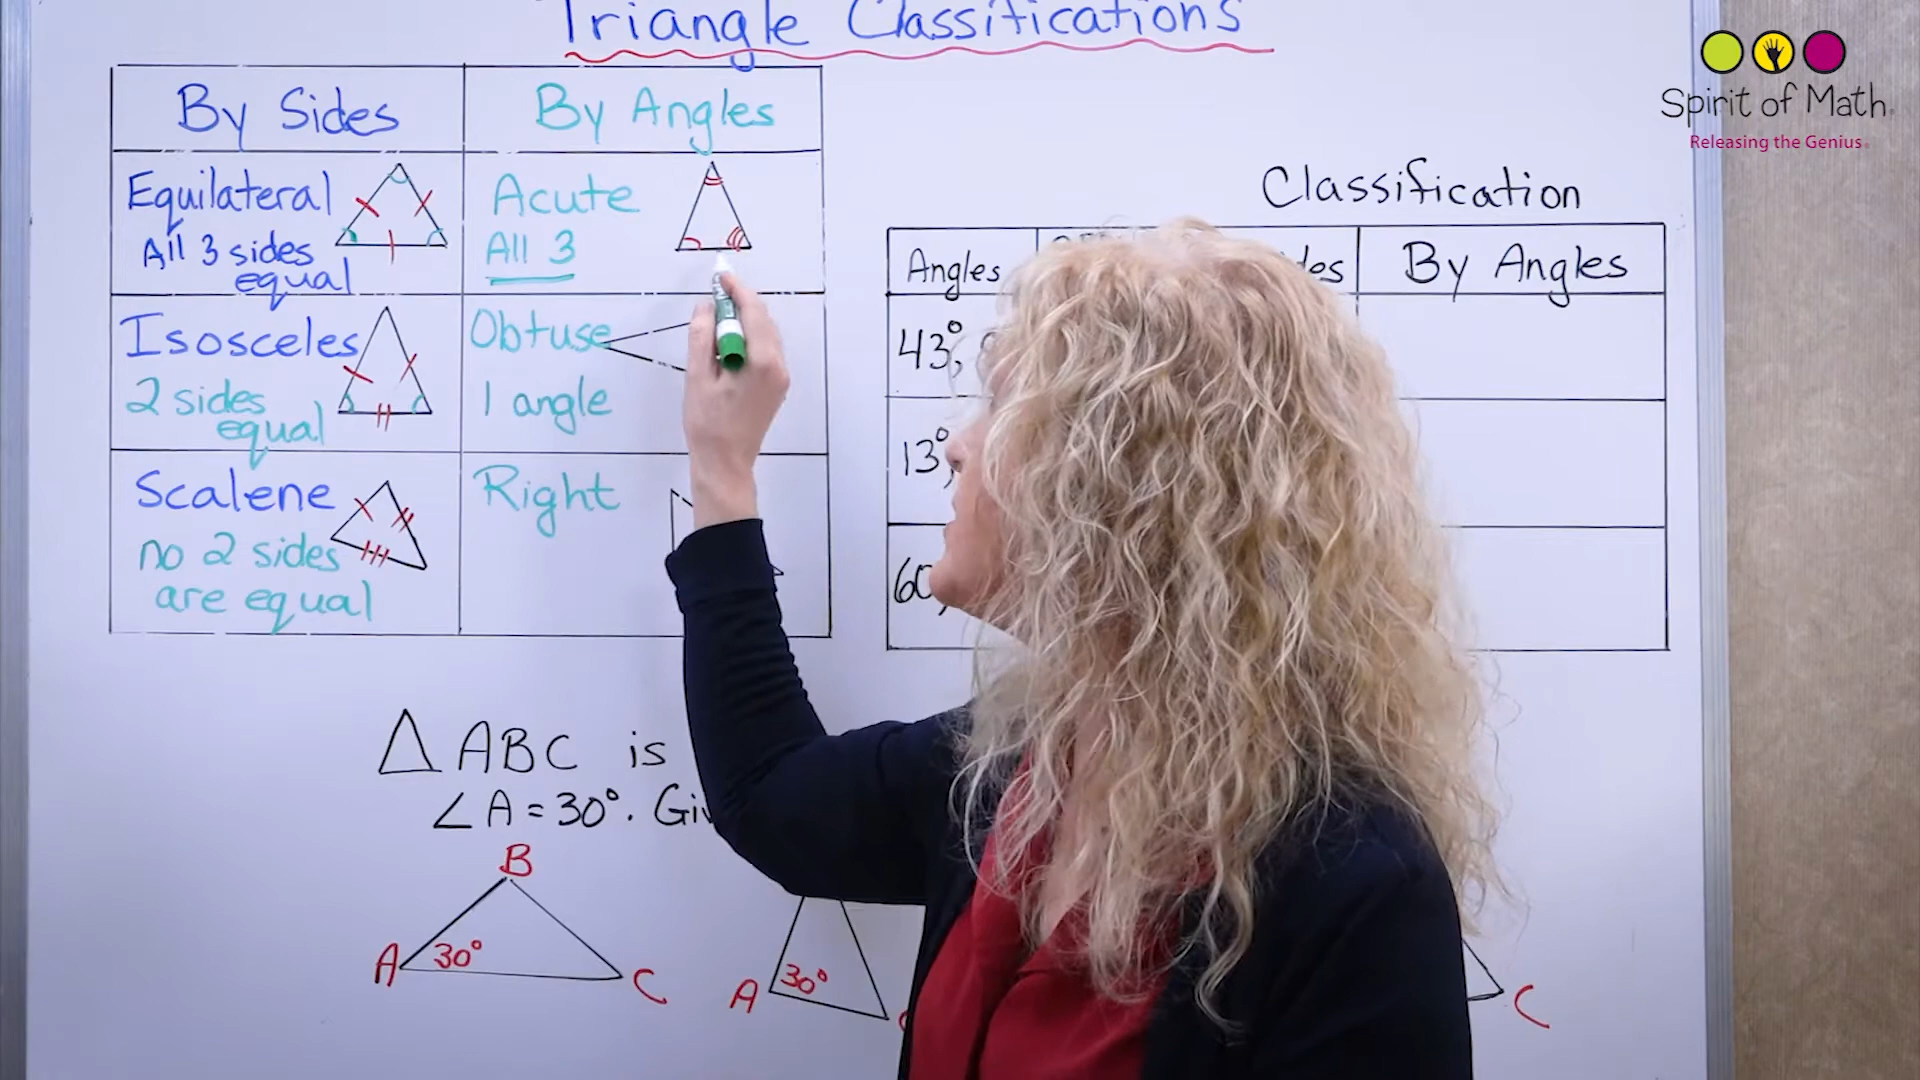 Triangle Classifications
Spirit of Math
Releasing the Genius
By Sides
By Angles
Equilateral
All 3 sides
equal
Acute
All 3
Isosceles
2 sides
equal
Obtuse
1 angle
Scalene
no 2 sides
are equal
Right
Classification
Angles
By Angles
43°,
13°,
60,
△ABC is
∠A=30°.
B
A
30°
C
A
30°
C